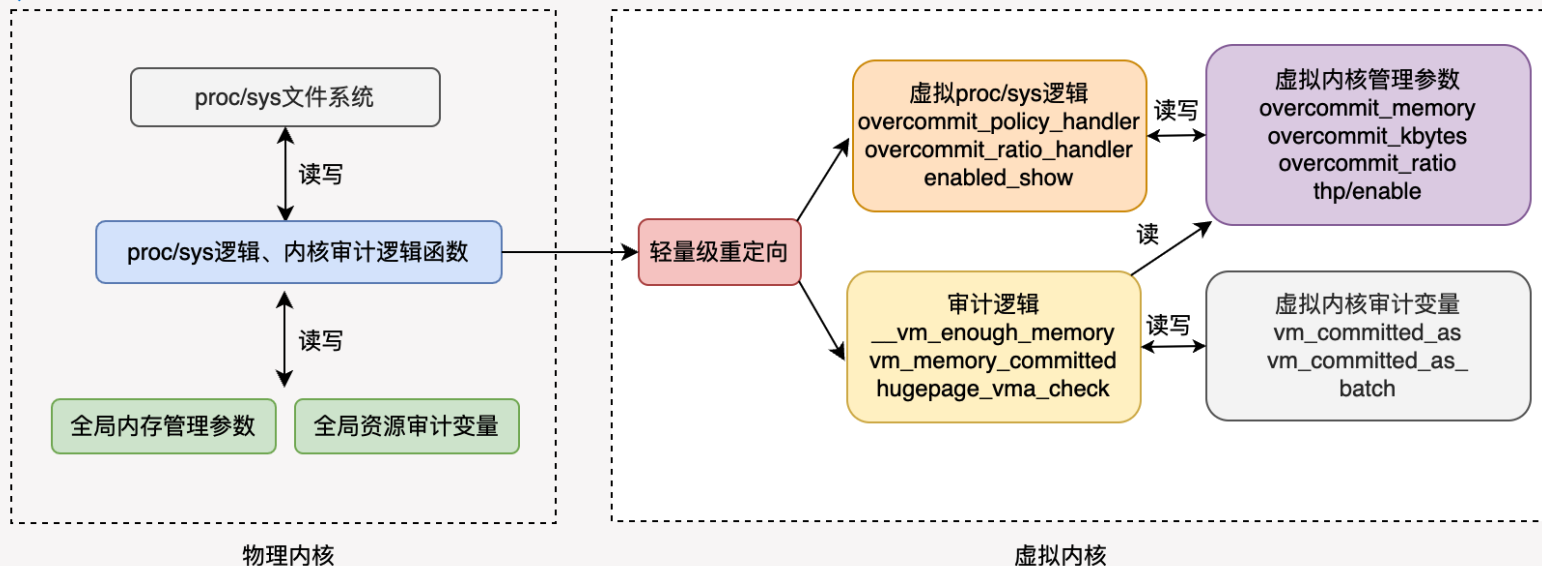 proc/sys文件系统
读写
proc/sys逻辑、内核审计逻辑函数
读写
全局内存管理参数
全局资源审计变量
物理内核
轻量级重定向
虚拟proc/sys逻辑
overcommit_policy_handler
overcommit_ratio_handler
enabled_show
读写
虚拟内核管理参数
overcommit_memory
overcommit_kbytes
overcommit_ratio
thp/enable
读
审计逻辑
__vm_enough_memory
vm_memory_committed
hugepage_vma_check
读写
虚拟内核审计变量
vm_committed_as
vm_committed_as_
batch
虚拟内核